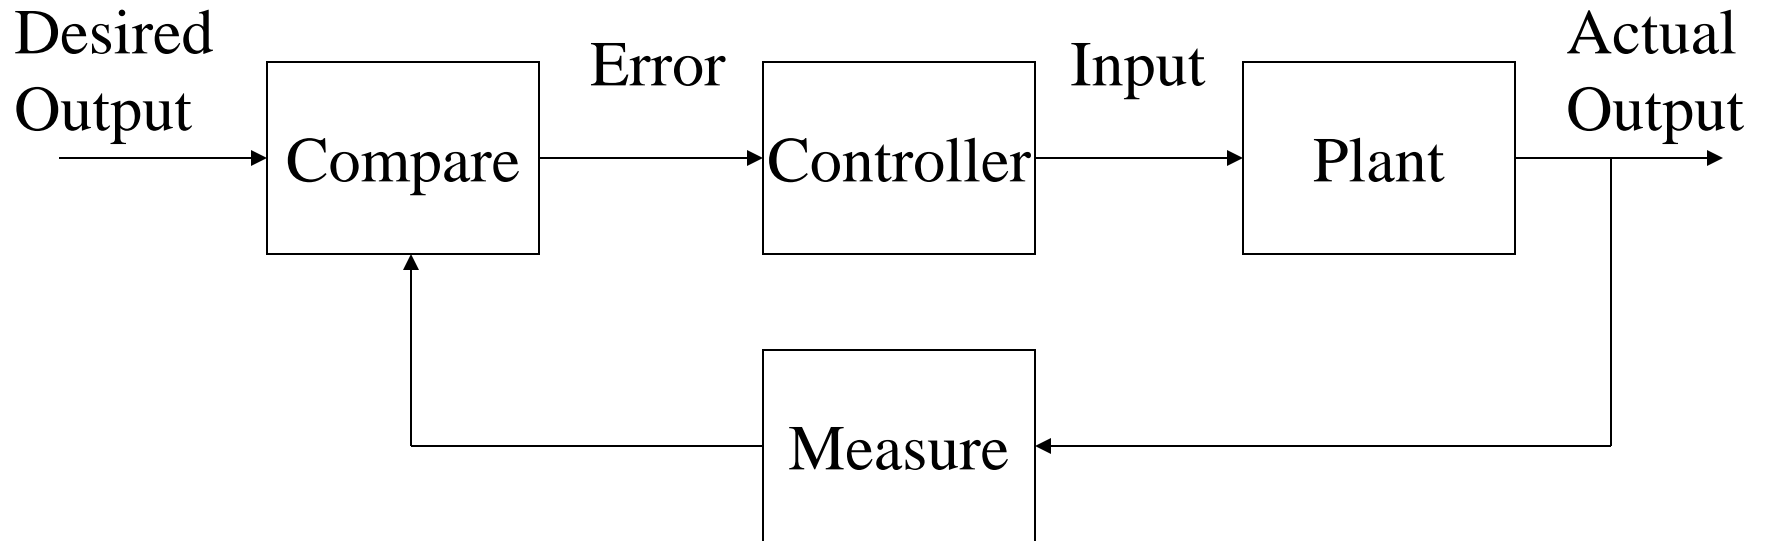 Desired
Output
Compare
Error
Controller
Input
Plant
Actual
Output
Measure